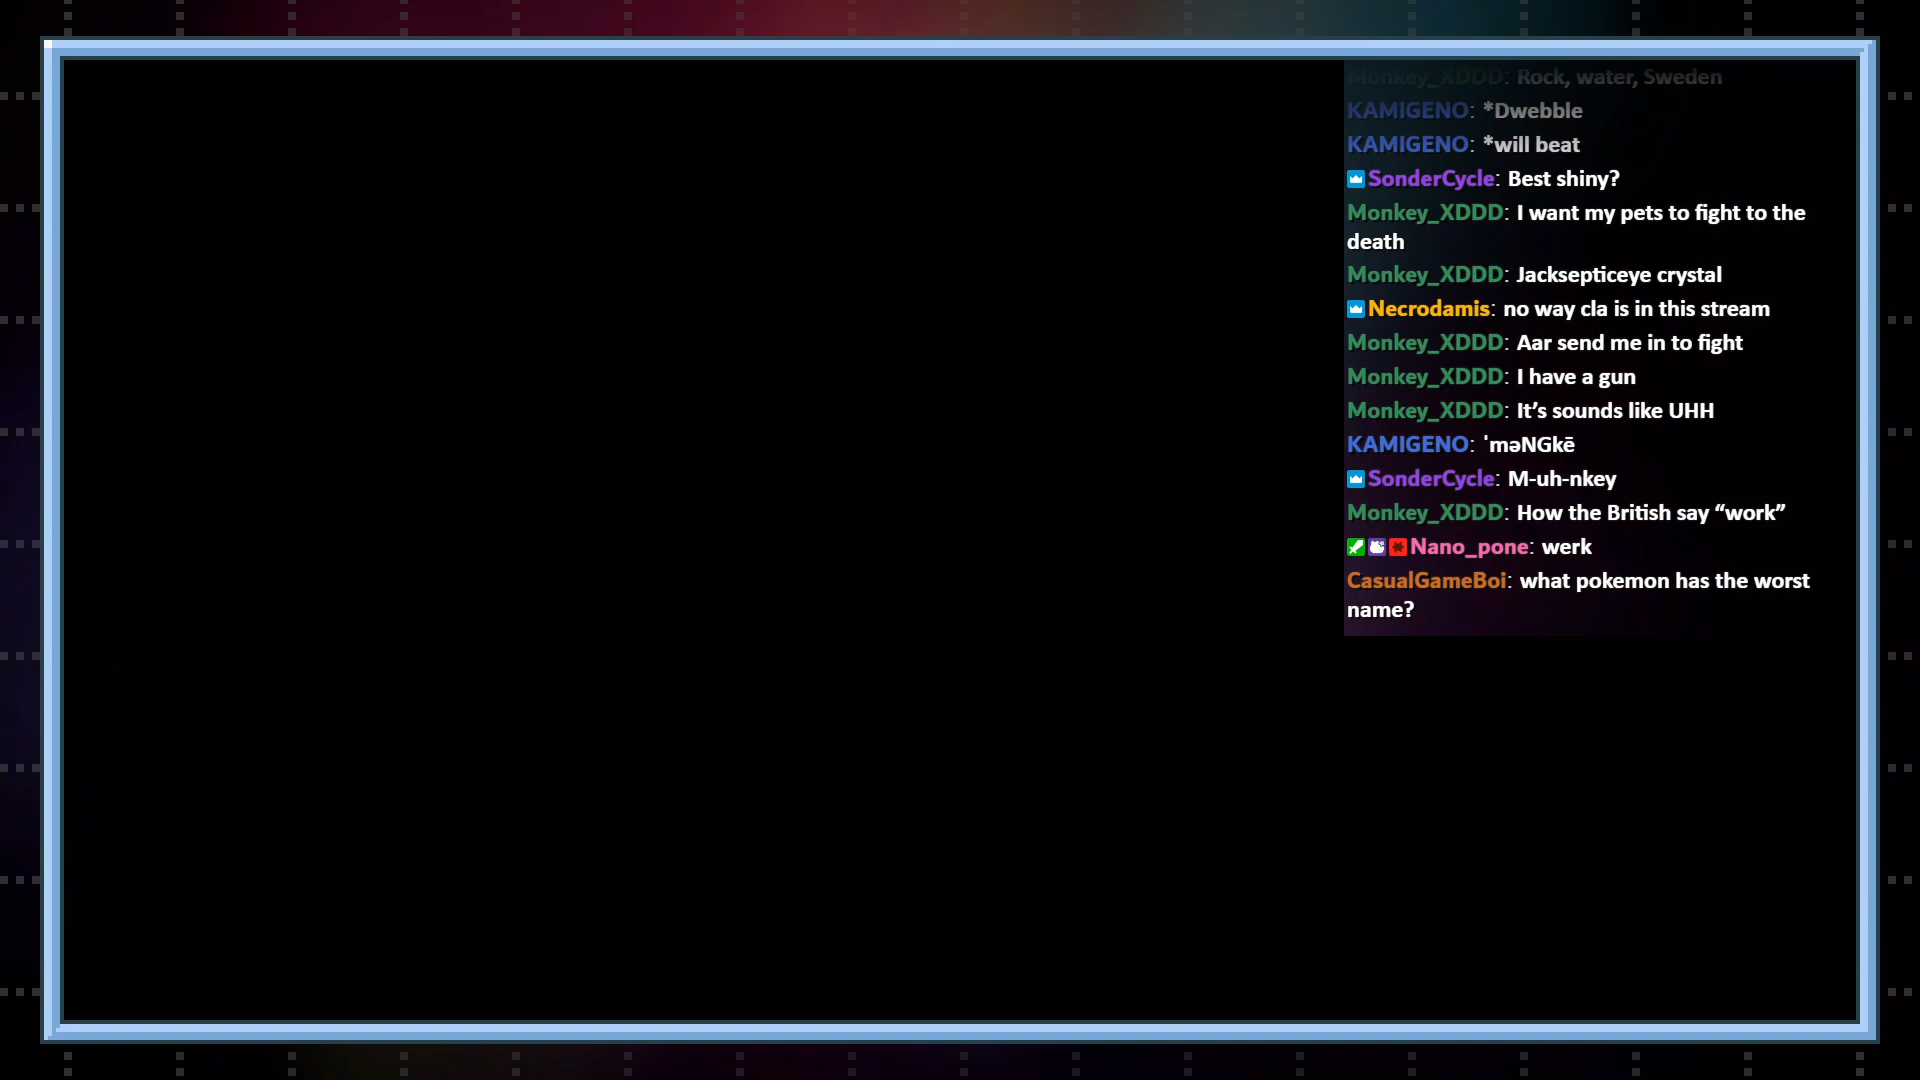 Monkey_XDDD: Rock, water, Sweden
KAMIGENO: *Dwebble
KAMIGENO: *will beat
SonderCycle: Best shiny?
Monkey_XDDD: I want my pets to fight to the
death
Monkey_XDDD: Jacksepticeye crystal
Necrodamis: no way cla is in this stream
Monkey_XDDD: Aar send me in to fight
Monkey_XDDD: I have a gun
Monkey_XDDD: It’s sounds like UHH
KAMIGENO: ˈməNGkē
SonderCycle: M-uh-nkey
Monkey_XDDD: How the British say “work”
Nano_pone: werk
CasualGameBoi: what pokemon has the worst
name?